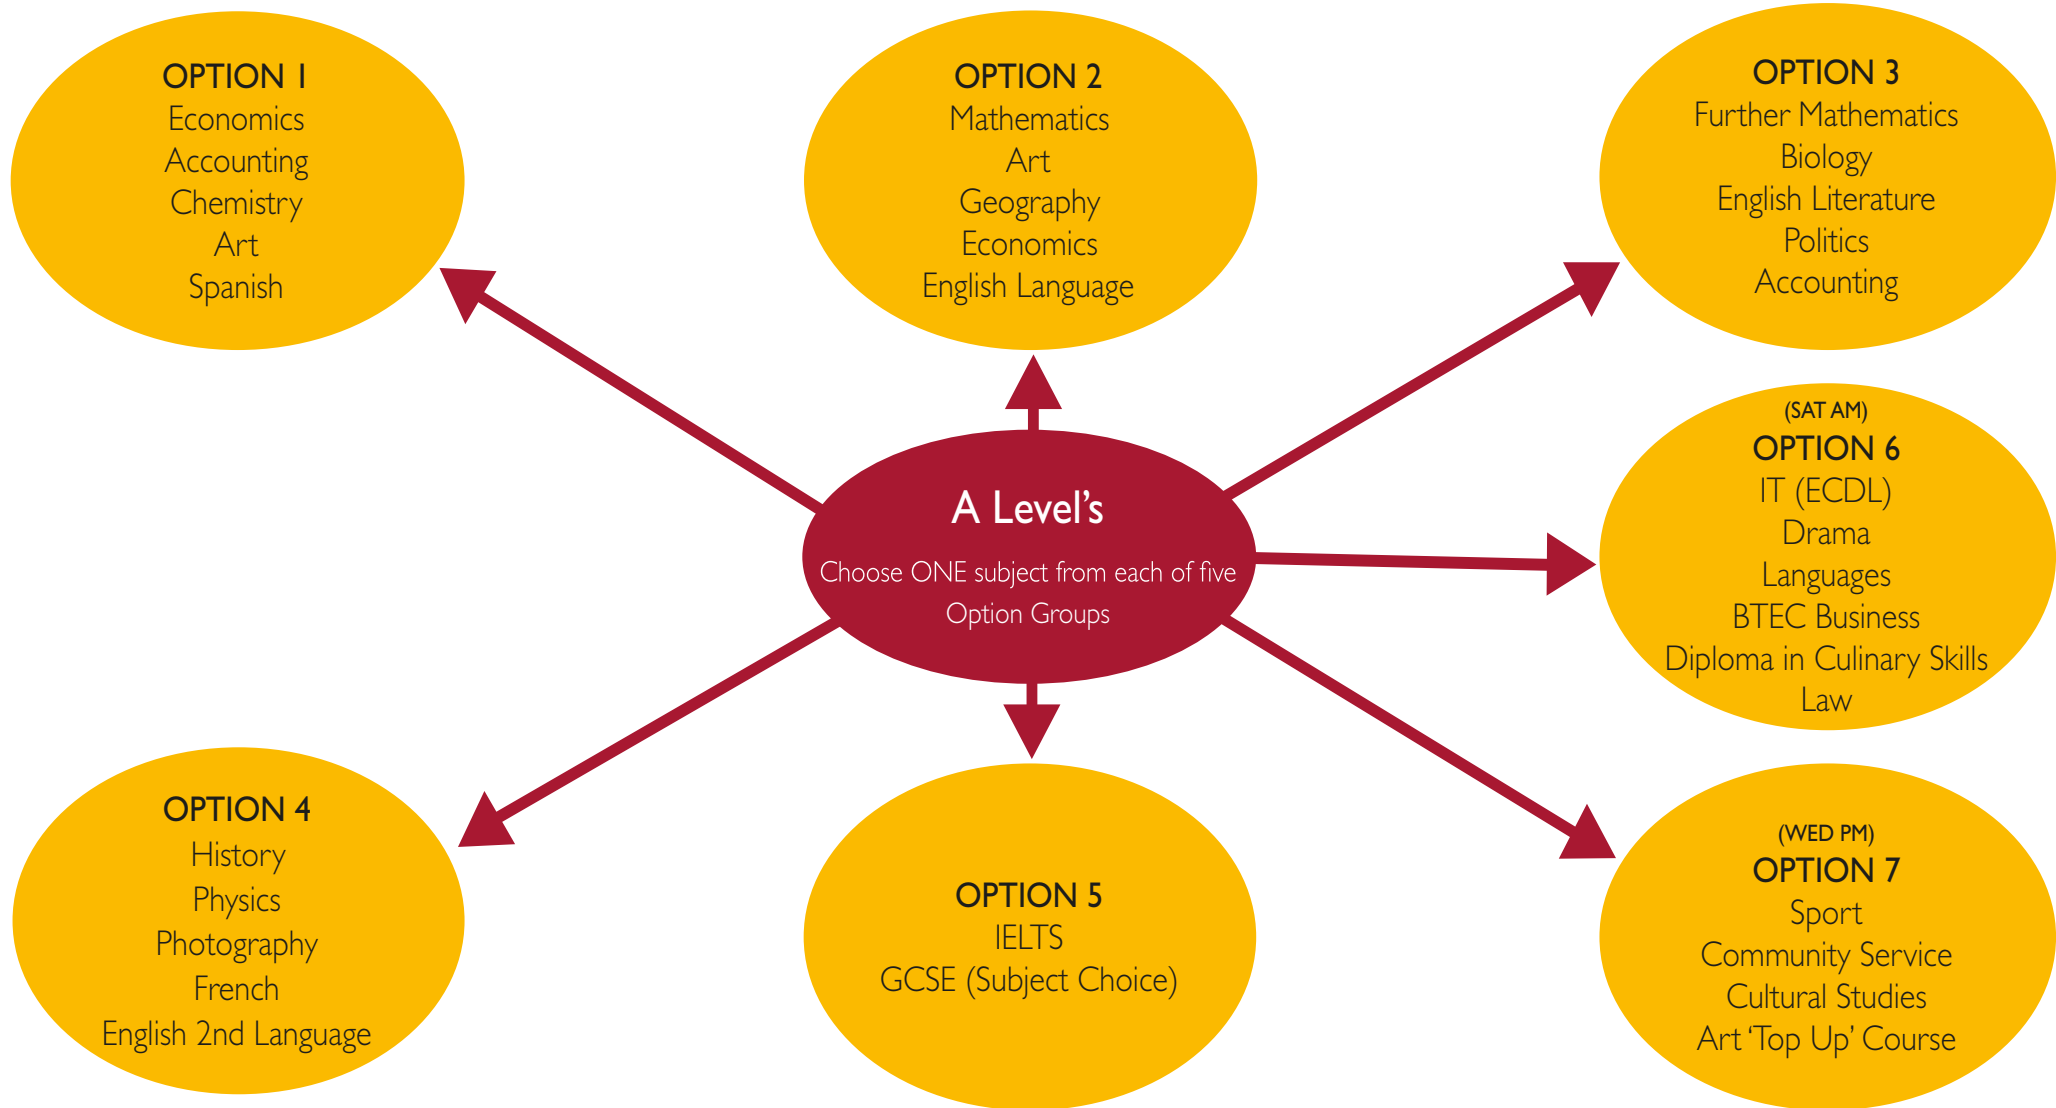 OPTION 1
Economics
Accounting
Chemistry
Art
Spanish
OPTION 2
Mathematics
Art
Geography
Economics
English Language
OPTION 3
Further Mathematics
Biology
English Literature
Politics
Accounting
A Level’s
Choose ONE subject from each of five
Option Groups
(SAT AM)
OPTION 6
IT (ECDL)
Drama
Languages
BTEC Business
Diploma in Culinary Skills
Law
OPTION 4
History
Physics
Photography
French
English 2nd Language
OPTION 5
IELTS
GCSE (Subject Choice)
(WED PM)
OPTION 7
Sport
Community Service
Cultural Studies
Art ‘Top Up’ Course